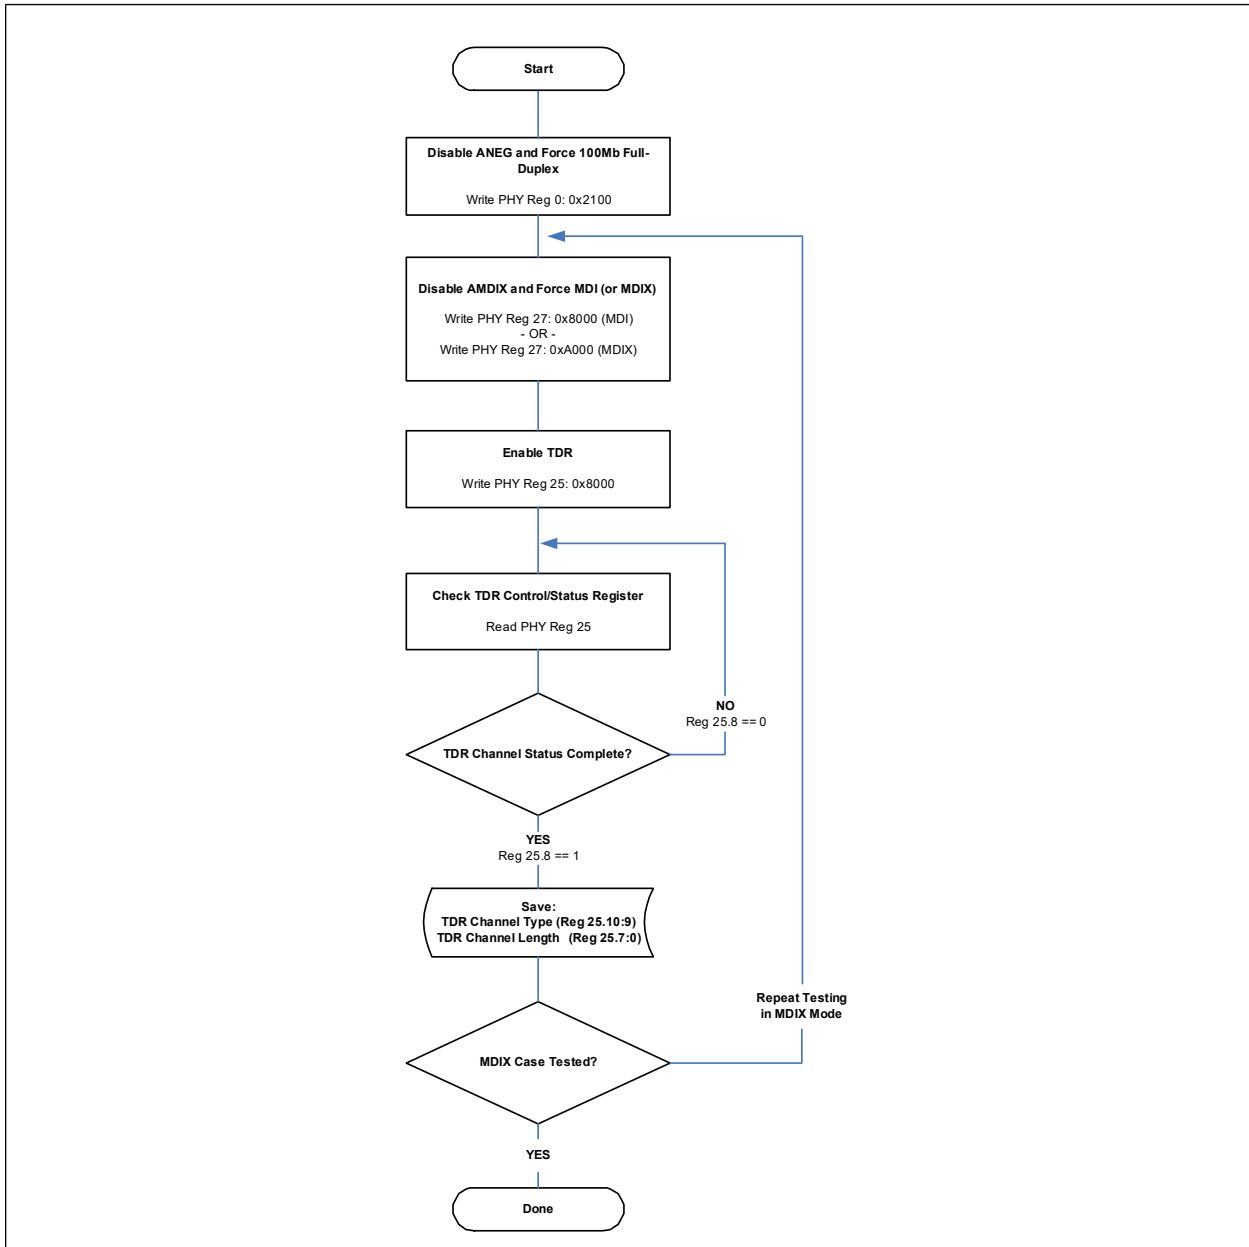 Start
Disable ANEG and Force 100Mb Full-
Duplex
Write PHY Reg 0: 0x2100
Disable AMDIX and Force MDI (or MDIX)
Write PHY Reg 27: 0x8000 (MDI)
- OR -
Write PHY Reg 27: 0xA000 (MDIX)
Enable TDR
Write PHY Reg 25: 0x8000
Check TDR Control/Status Register
Read PHY Reg 25
NO
Reg 25.8 == 0
TDR Channel Status Complete?
YES
Reg 25.8 == 1
Save:
TDR Channel Type (Reg 25.10:9)
TDR Channel Length (Reg 25.7:0)
Repeat Testing
in MDIX Mode
MDIX Case Tested?
YES
Done